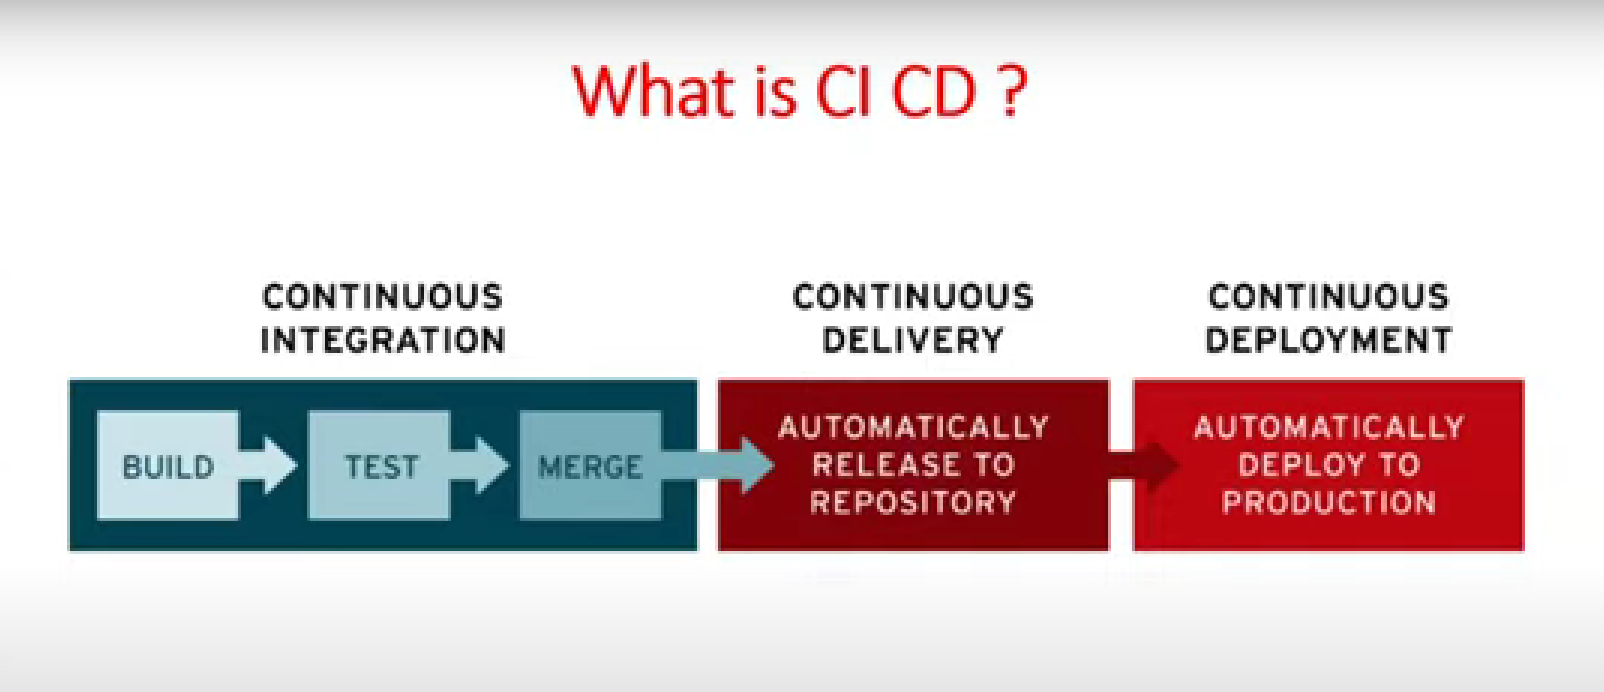 What is CI CD ?
CONTINUOUS
INTEGRATION
BUILD
TEST
MERGE
CONTINUOUS
DELIVERY
AUTOMATICALLY
RELEASE TO
REPOSITORY
CONTINUOUS
DEPLOYMENT
AUTOMATICALLY
DEPLOY TO
PRODUCTION